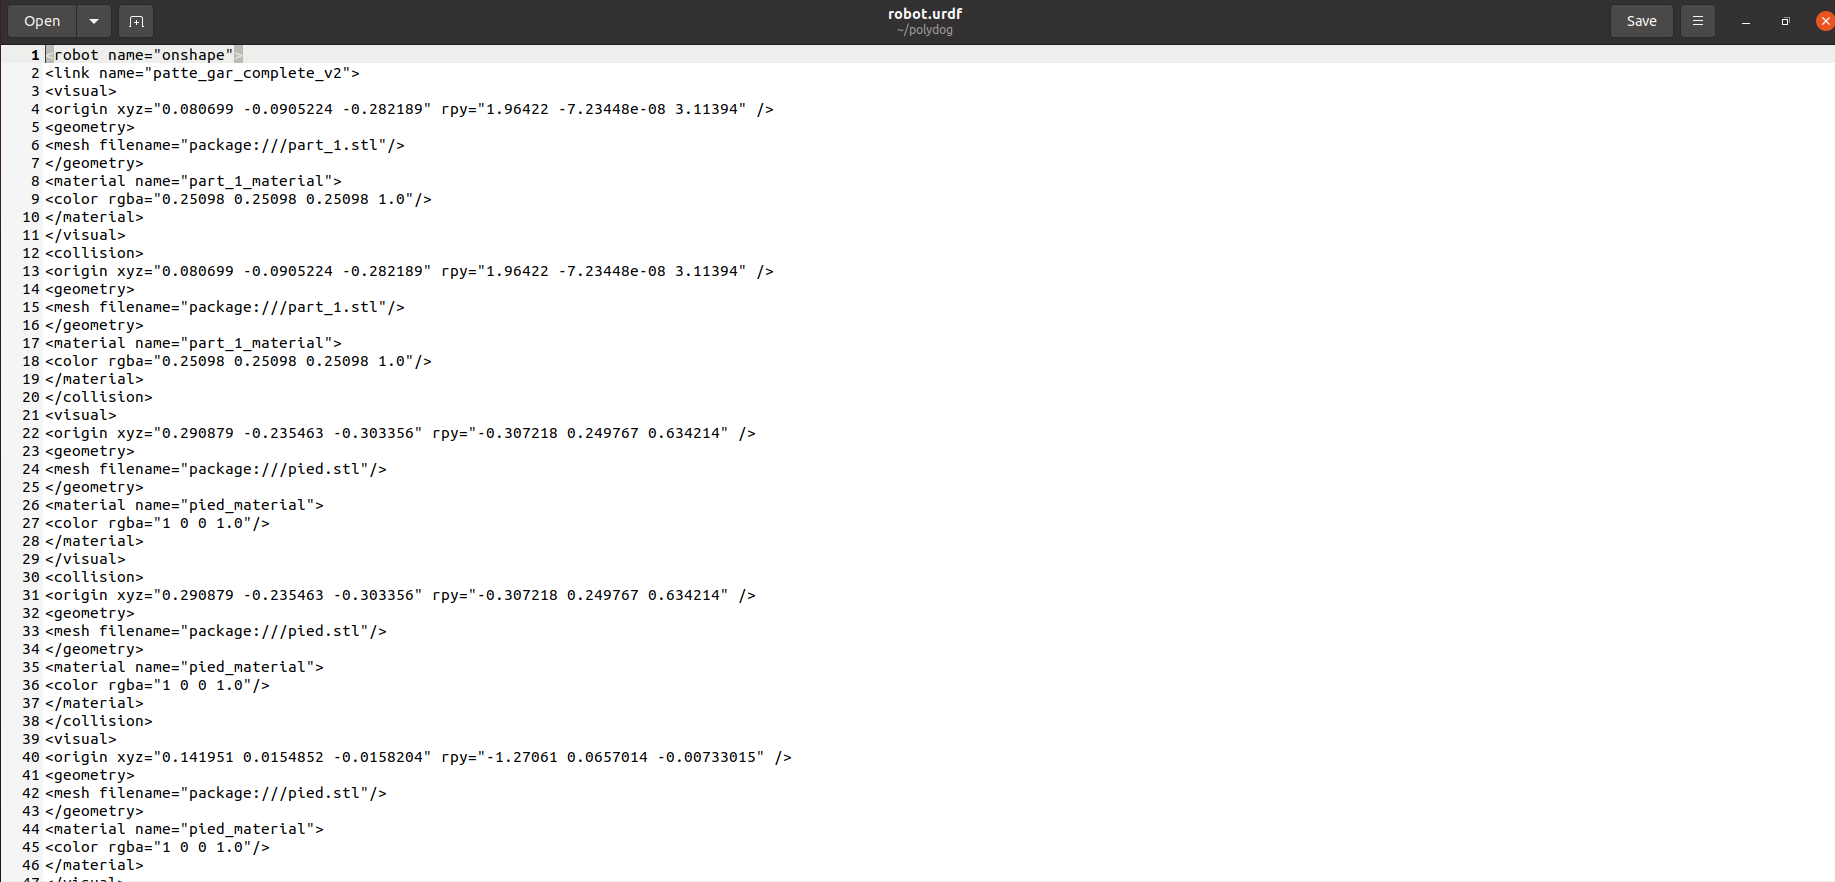 Open
robot.urdf
~/polydog
Save
1 <robot name="onshape">
2 <link name="patte_gar_complete_v2">
3 <visual>
4 <origin xyz="0.080699 -0.0905224 -0.282189" rpy="1.96422 -7.23448e-08 3.11394" />
5 <geometry>
6 <mesh filename="package:///part_1.stl"/>
7 </geometry>
8 <material name="part_1_material">
9 <color rgba="0.25098 0.25098 0.25098 1.0"/>
10 </material>
11 </visual>
12 <collision>
13 <origin xyz="0.080699 -0.0905224 -0.282189" rpy="1.96422 -7.23448e-08 3.11394" />
14 <geometry>
15 <mesh filename="package:///part_1.stl"/>
16 </geometry>
17 <material name="part_1_material">
18 <color rgba="0.25098 0.25098 0.25098 1.0"/>
19 </material>
20 </collision>
21 <visual>
22 <origin xyz="0.290879 -0.235463 -0.303356" rpy="-0.307218 0.249767 0.634214" />
23 <geometry>
24 <mesh filename="package:///pied.stl"/>
25 </geometry>
26 <material name="pied_material">
27 <color rgba="1 0 0 1.0"/>
28 </material>
29 </visual>
30 <collision>
31 <origin xyz="0.290879 -0.235463 -0.303356" rpy="-0.307218 0.249767 0.634214" />
32 <geometry>
33 <mesh filename="package:///pied.stl"/>
34 </geometry>
35 <material name="pied_material">
36 <color rgba="1 0 0 1.0"/>
37 </material>
38 </collision>
39 <visual>
40 <origin xyz="0.141951 0.0154852 -0.0158204" rpy="-1.27061 0.0657014 -0.00733015" />
41 <geometry>
42 <mesh filename="package:///pied.stl"/>
43 </geometry>
44 <material name="pied_material">
45 <color rgba="1 0 0 1.0"/>
46 </material>
47 </visual>